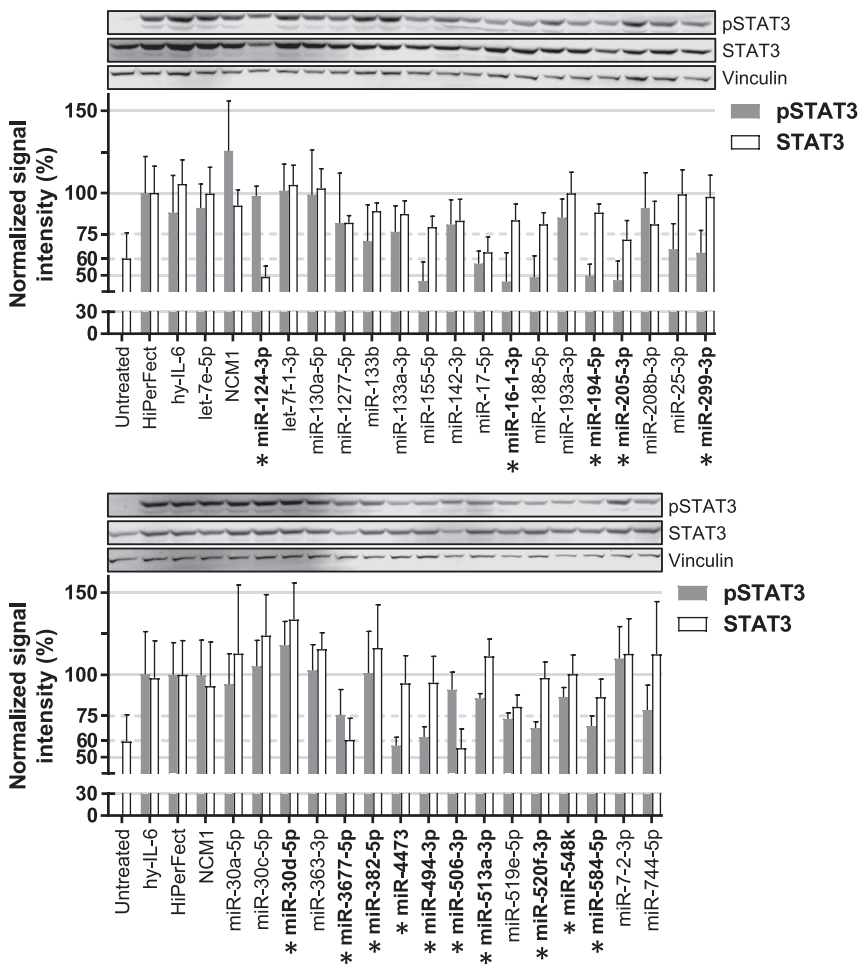 pSTAT3
STAT3
Vinculin
Normalized signal
intensity (%)
150
100
75
60
50
30
0
pSTAT3
STAT3
Untreated
HiPerFect
hy-IL-6
let-7e-5p
NCM1
* miR-124-3p
let-7f-1-3p
miR-130a-5p
miR-1277-5p
miR-133b
miR-133a-3p
miR-155-5p
miR-142-3p
miR-17-5p
* miR-16-1-3p
miR-188-5p
miR-193a-3p
* miR-194-5p
* miR-205-3p
miR-208b-3p
miR-25-3p
* miR-299-3p
pSTAT3
STAT3
Vinculin
Normalized signal
intensity (%)
150
100
75
60
50
30
0
pSTAT3
STAT3
Untreated
hy-IL-6
HiPerFect
NCM1
miR-30a-5p
miR-30c-5p
* miR-30d-5p
miR-363-3p
* miR-3677-5p
* miR-382-5p
* miR-4473
* miR-494-3p
* miR-506-3p
* miR-513a-3p
miR-519e-5p
* miR-520f-3p
* miR-548k
* miR-584-5p
miR-7-2-3p
miR-744-5p